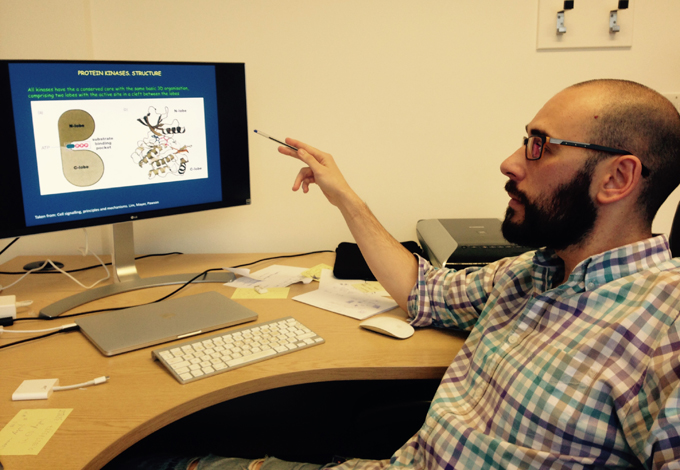 PROTEIN KINASES. STRUCTURE
All kinases have the a conserved core with the same basic 3D organisation,
comprising two lobes with the active site in a cleft between the lobes
N-lobe
N-lobe
substrate
binding
pocket
C-lobe
C-lobe
Taken from: Cell signalling, principles and mechanisms. Lim, Mayer, Pawson
LG